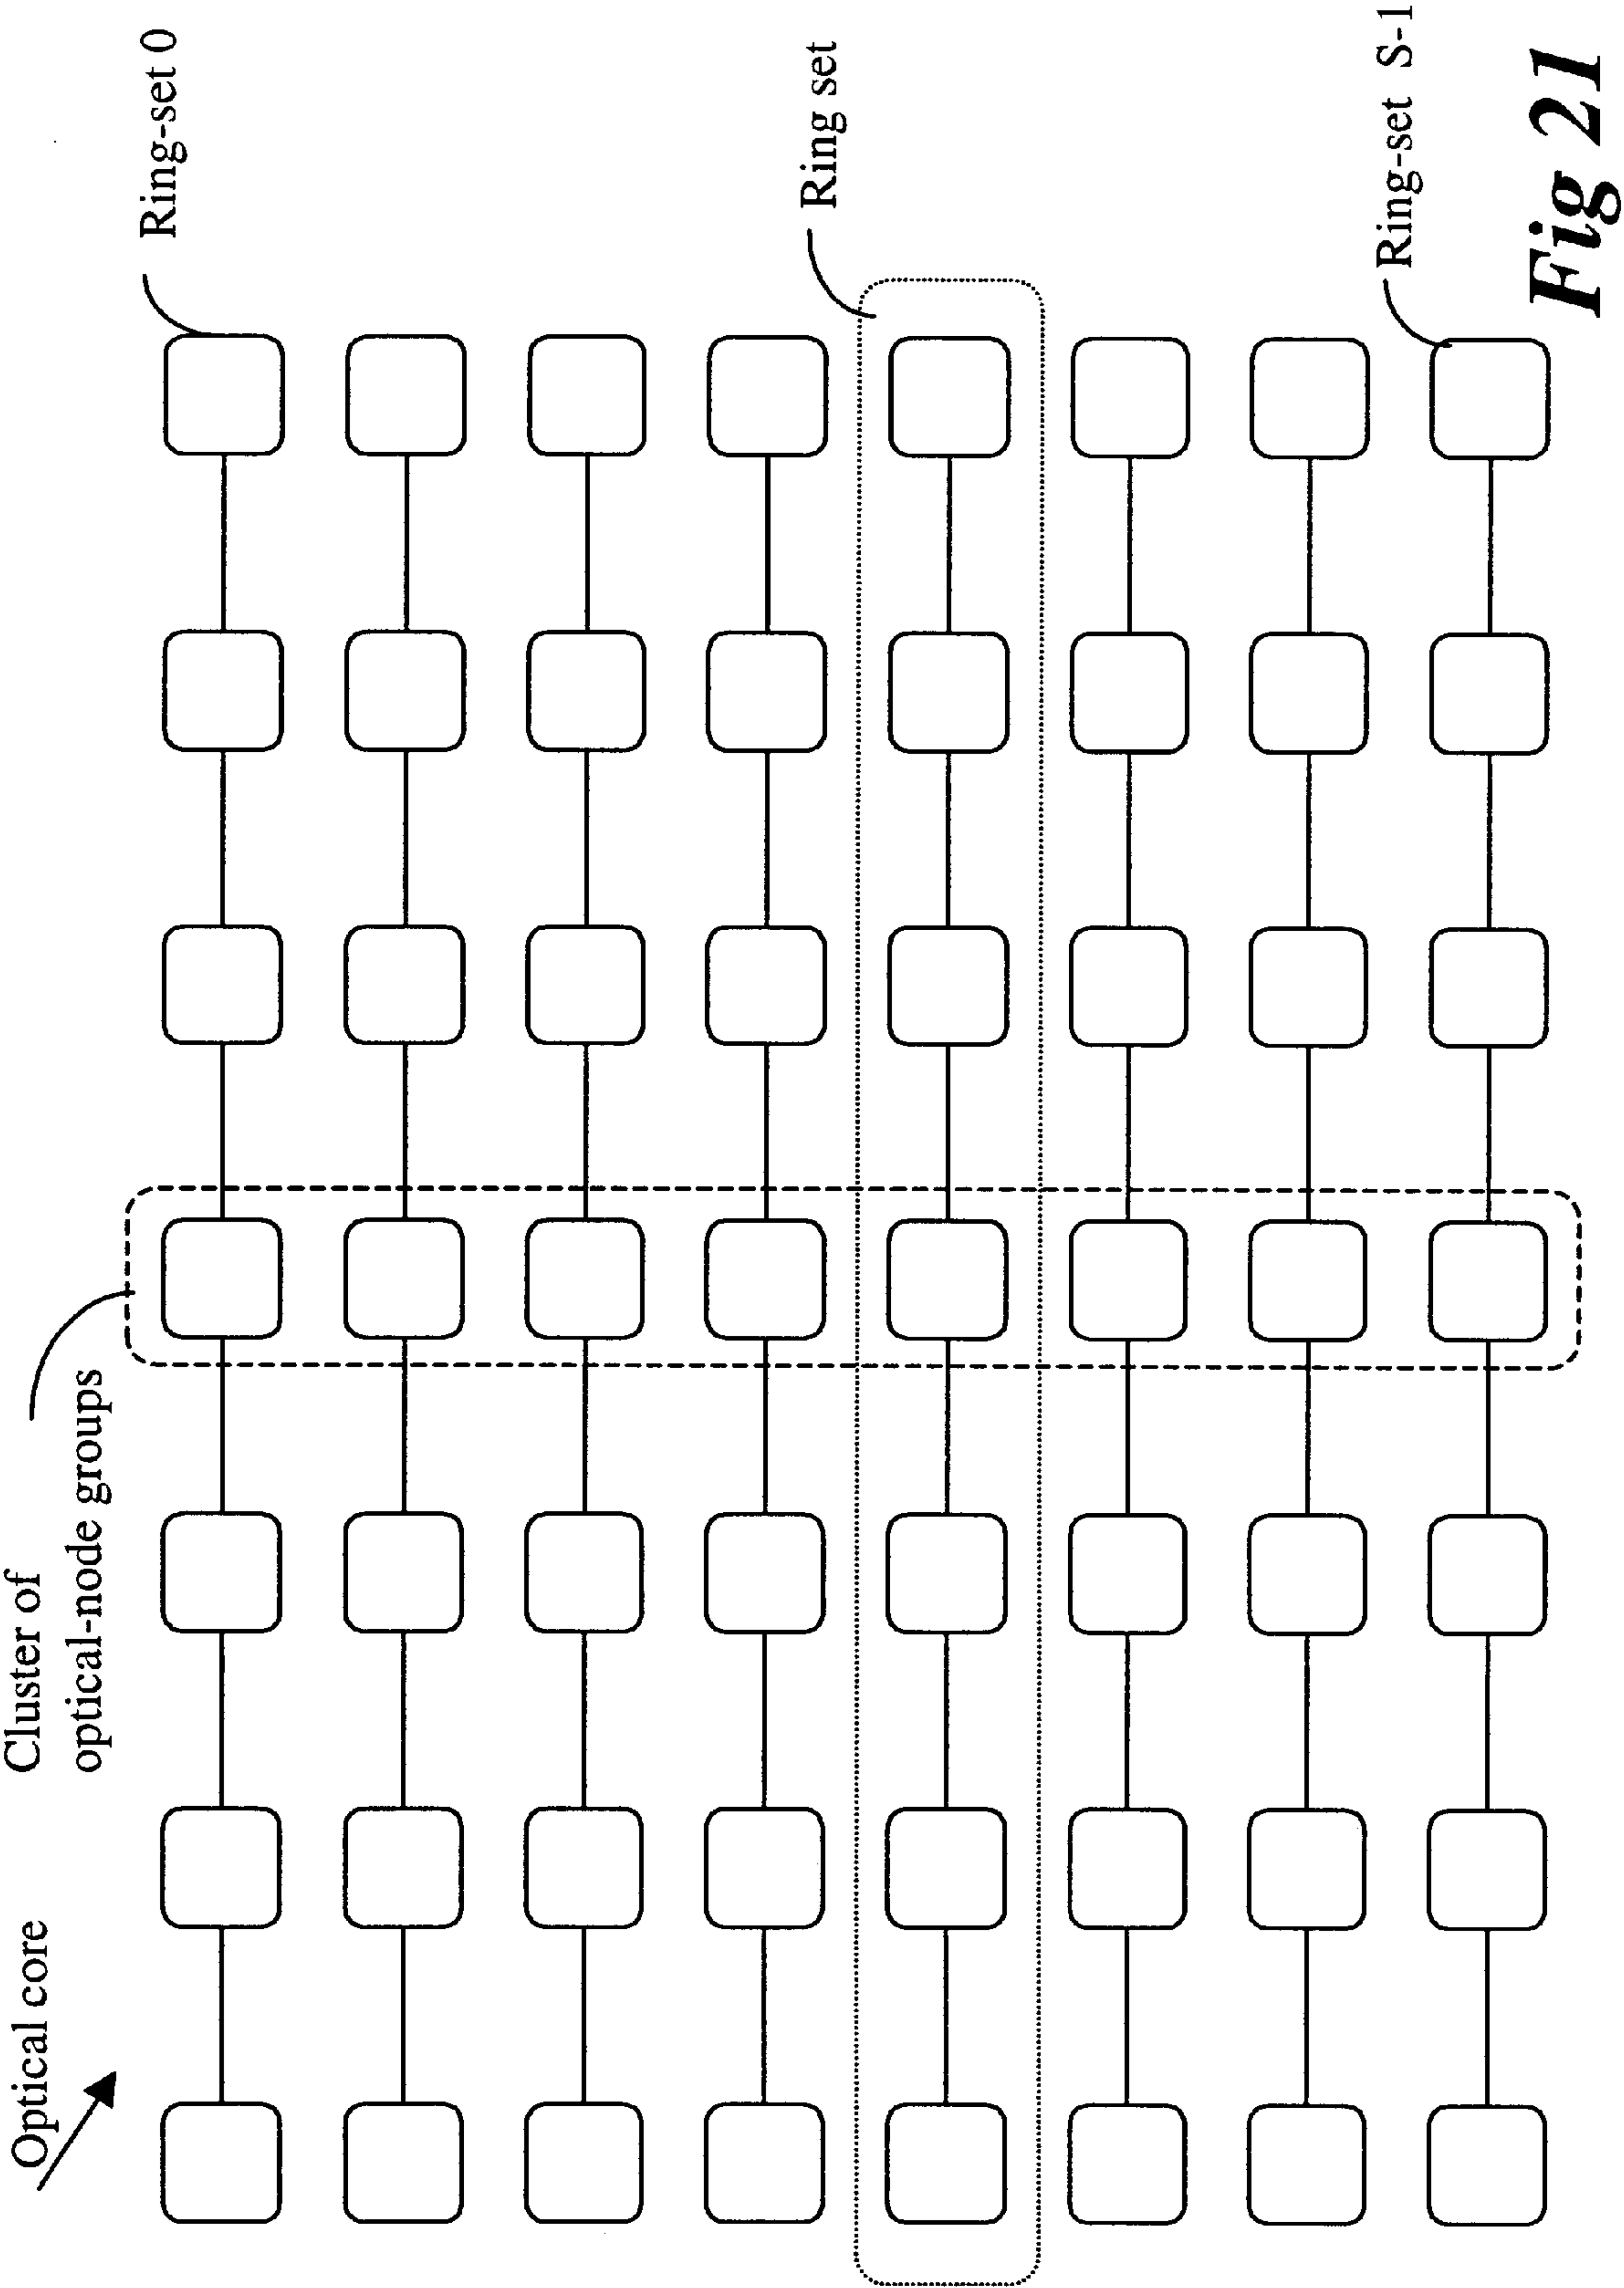 Optical core
Cluster of
optical-node groups
Ring-set 0
Ring set
Ring-set S-1
Fig 21